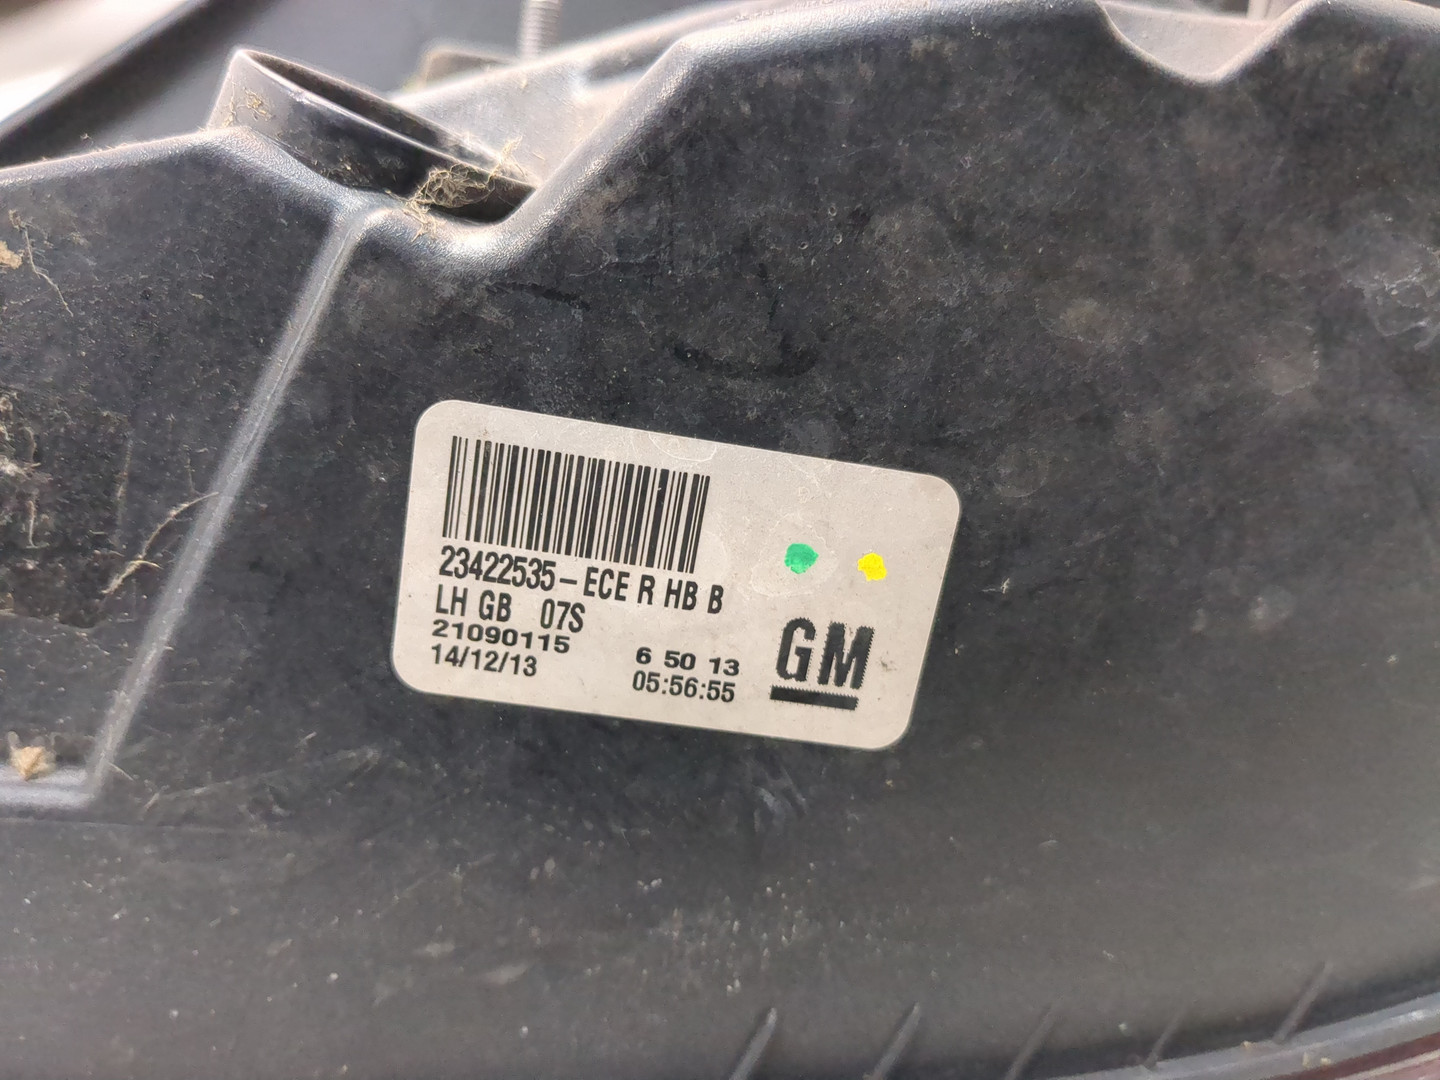 23422535-ECE R HB B
LH GB 07S
21090115
6 50 13
14/12/13
05:56:55
GM